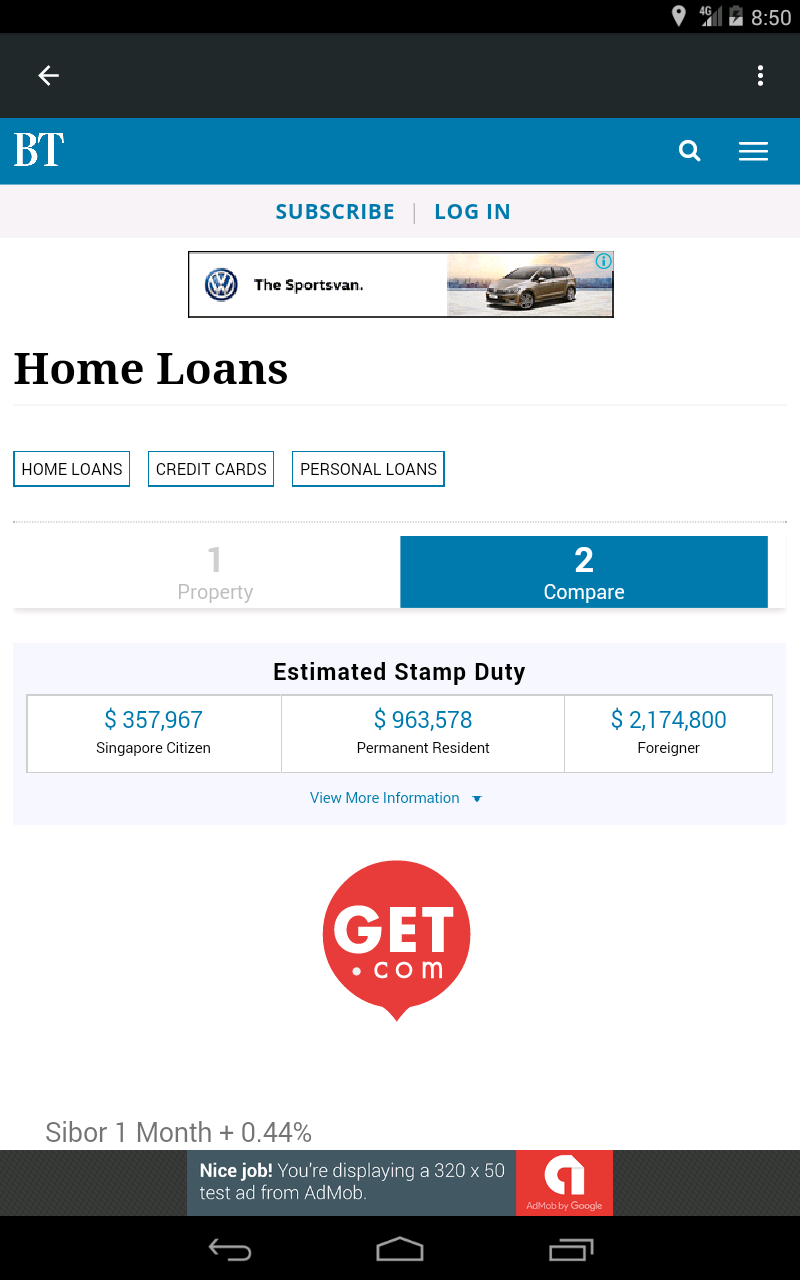 4G 8:50
BT
SUBSCRIBE | LOG IN
The Sportsvan.
Home Loans
HOME LOANS CREDIT CARDS PERSONAL LOANS
1 2
Property Compare
Estimated Stamp Duty
$ 357,967 $ 963,578 $ 2,174,800
Singapore Citizen Permanent Resident Foreigner
View More Information
GET
.com
Sibor 1 Month + 0.44%
Nice job! You're displaying a 320 x 50
test ad from AdMob.
AdMob by Google